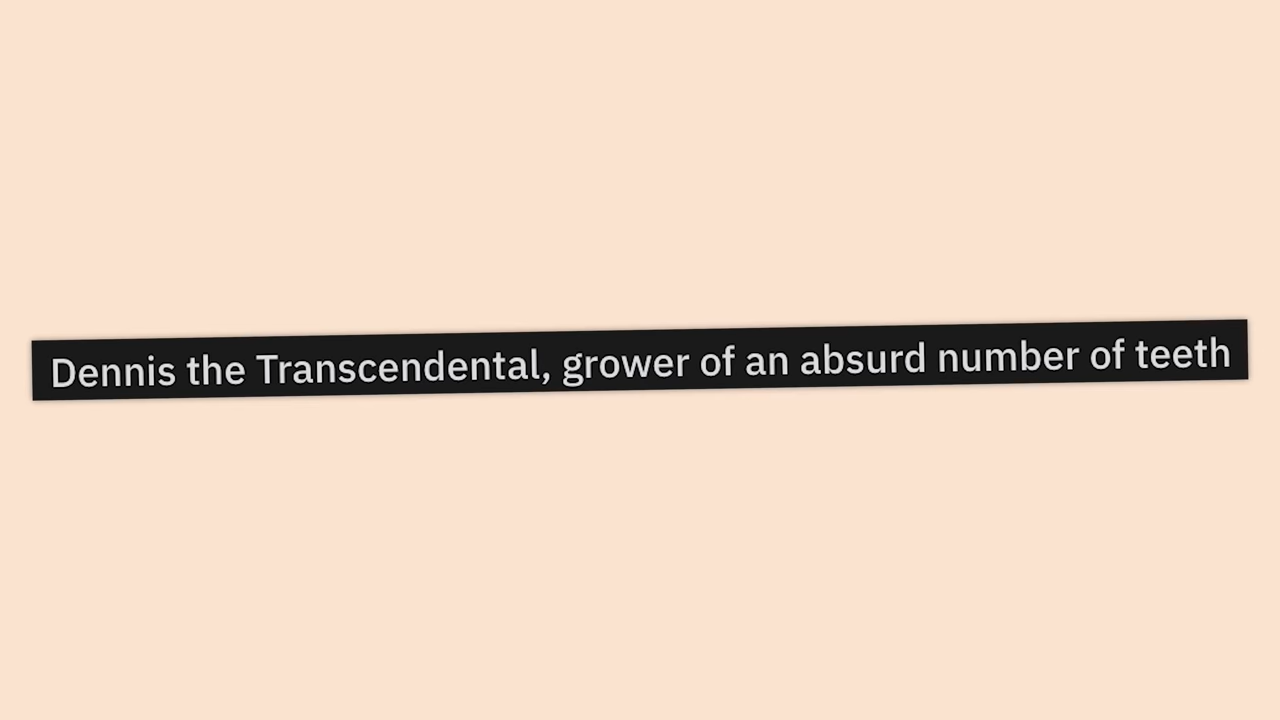 Dennis the Transcendental, grower of an absurd number of teeth